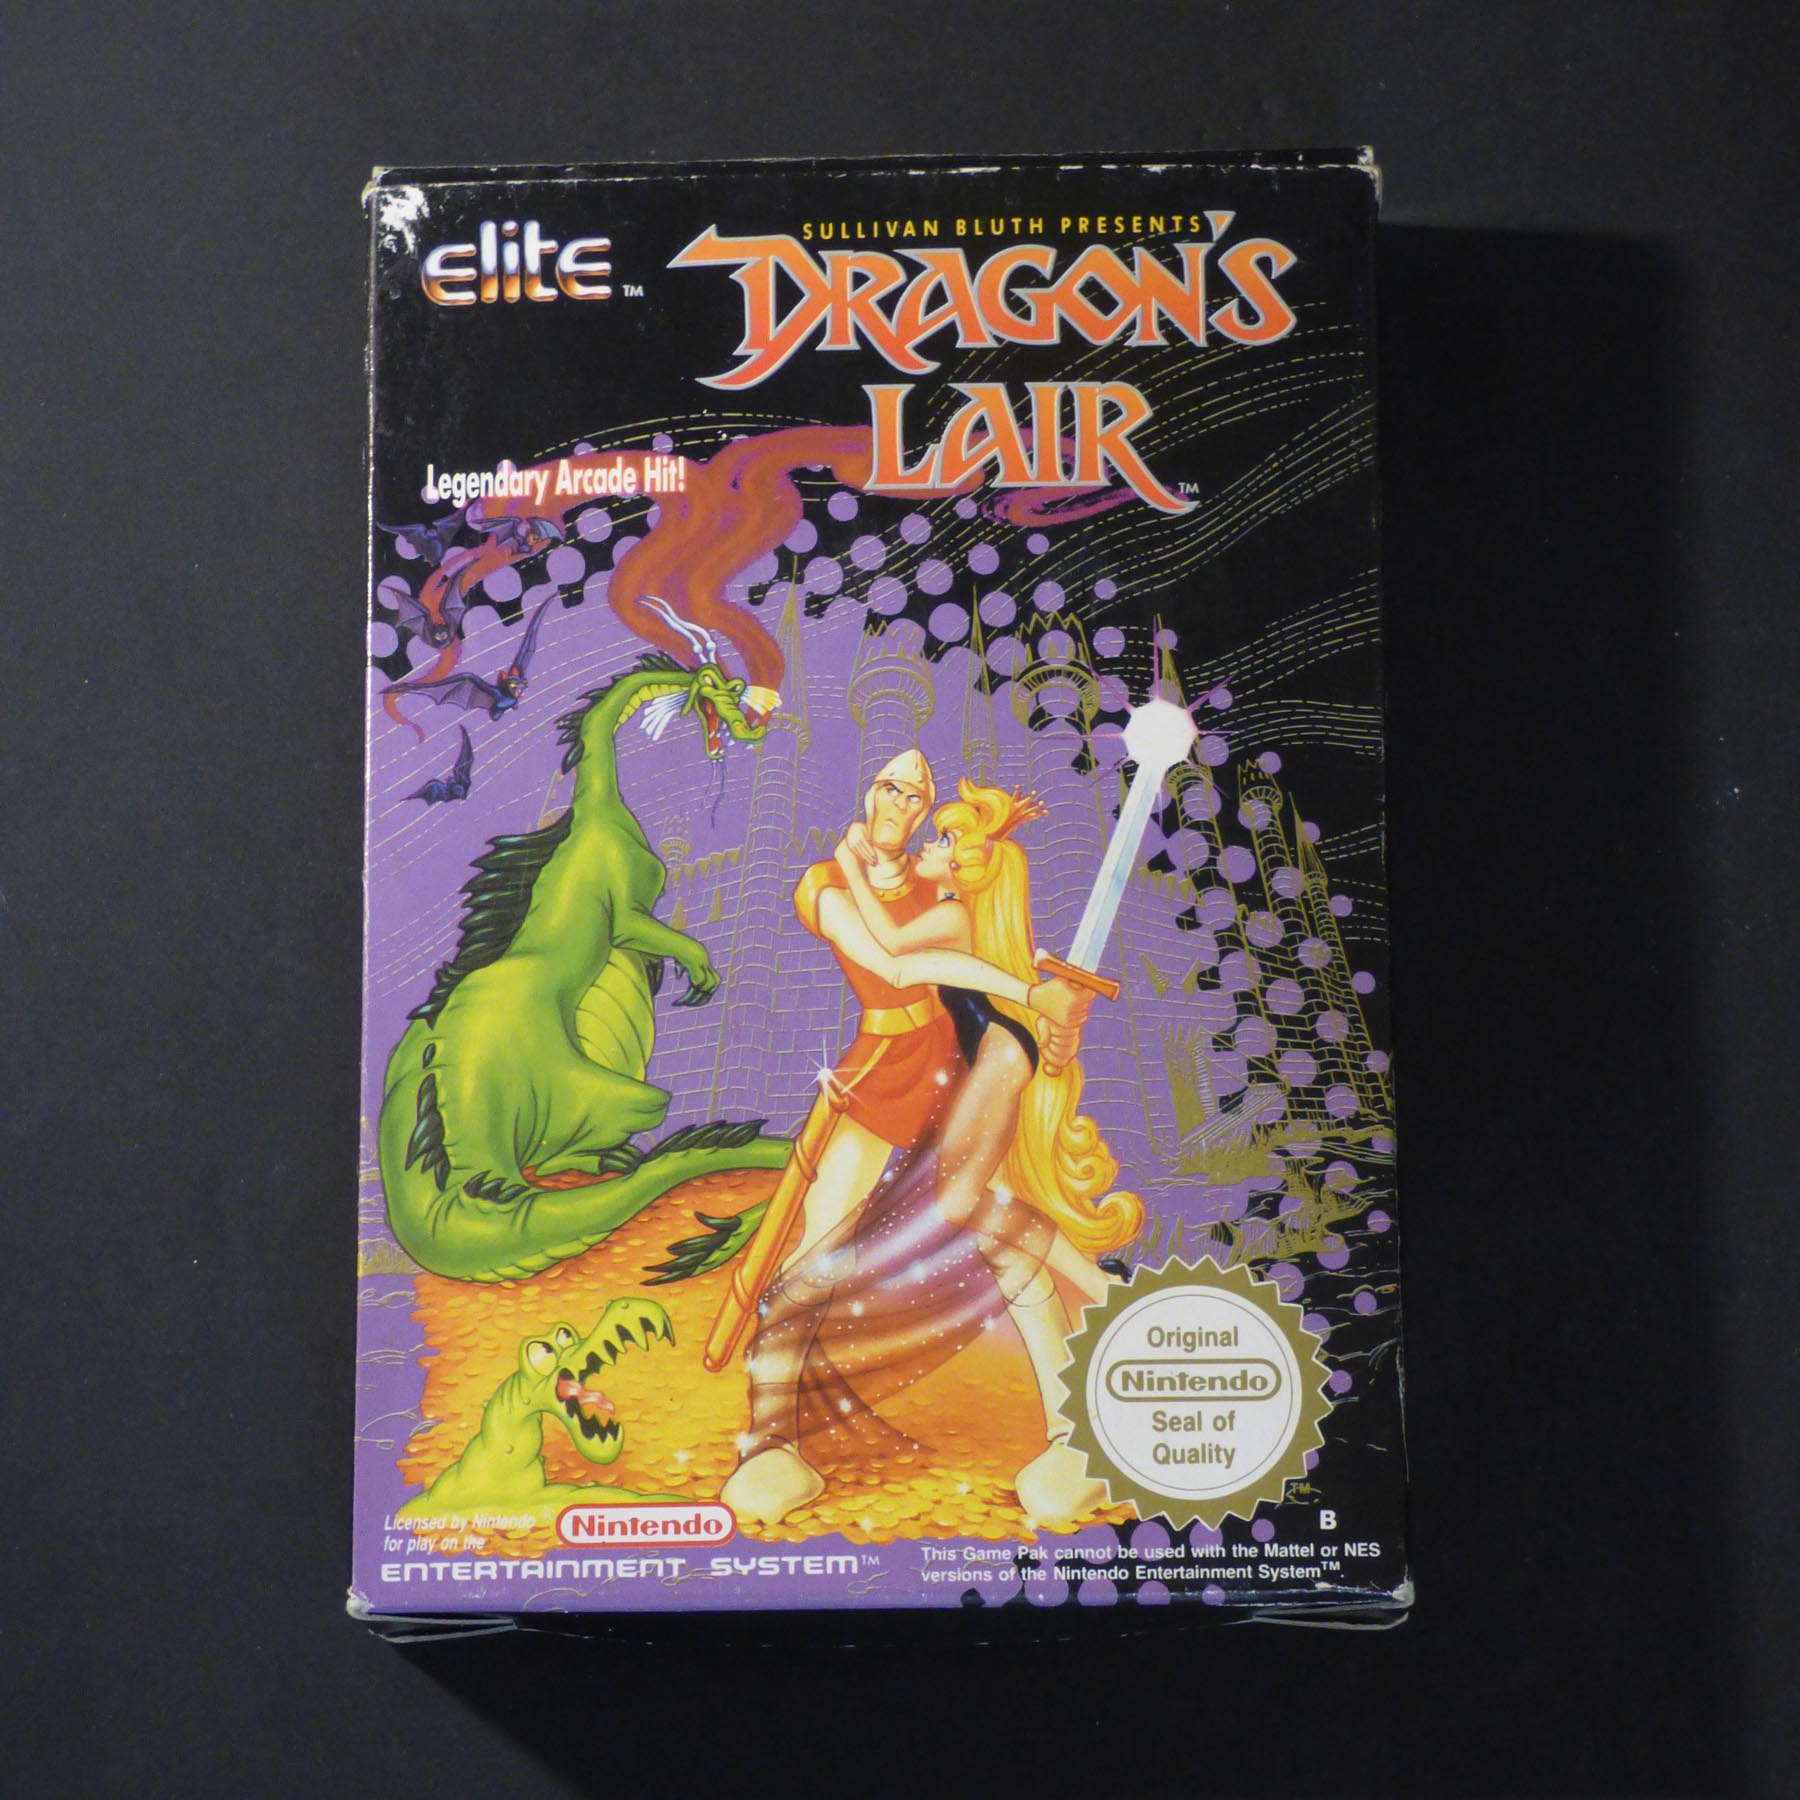 elite™
SULLIVAN BLUTH PRESENTS
DRAGON'S
LAIR™
Legendary Arcade Hit!
Original
Nintendo
Seal of
Quality
TM
B
Licensed by Nintendo®
for play on the
Nintendo
ENTERTAINMENT SYSTEM™
This Game Pak cannot be used with the Mattel or NES
versions of the Nintendo Entertainment System™.